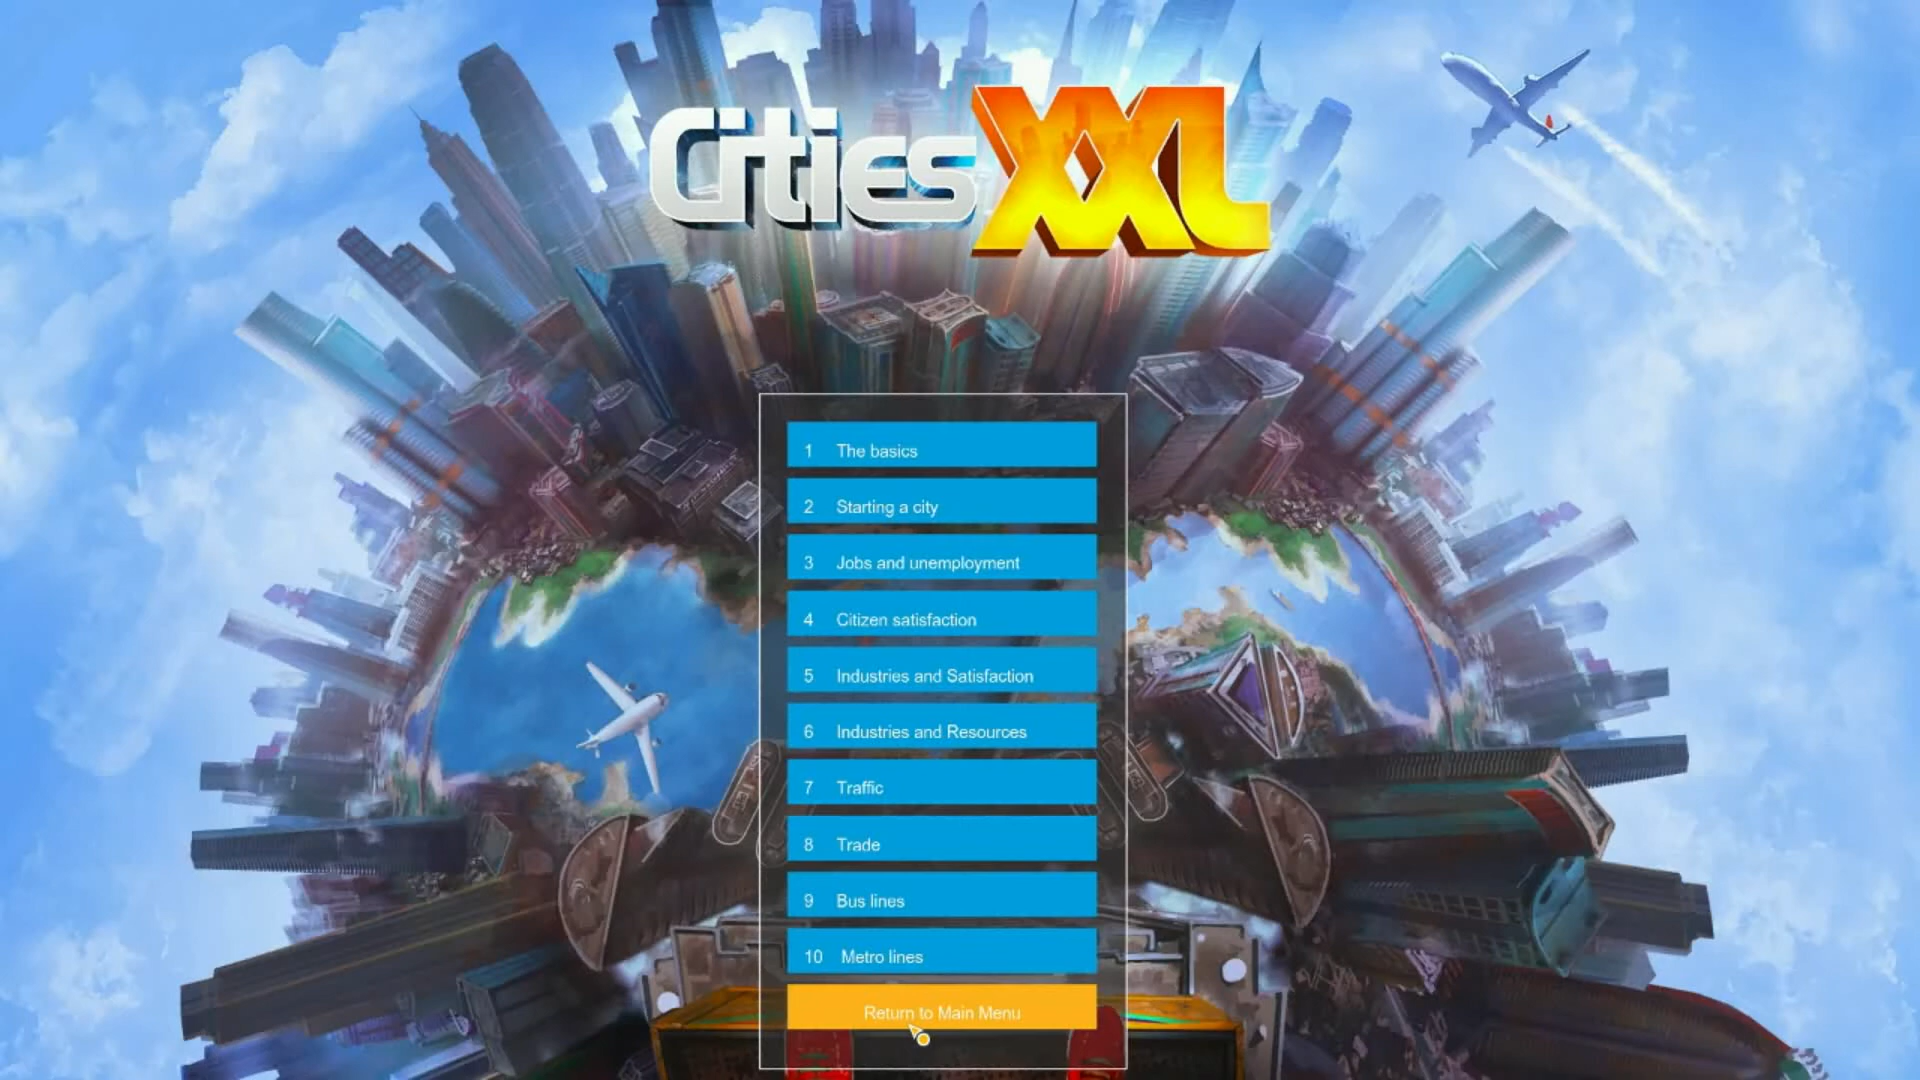 Cities XXL
1 The basics
2 Starting a city
3 Jobs and unemployment
4 Citizen satisfaction
5 Industries and Satisfaction
6 Industries and Resources
7 Traffic
8 Trade
9 Bus lines
10 Metro lines
Return to Main Menu